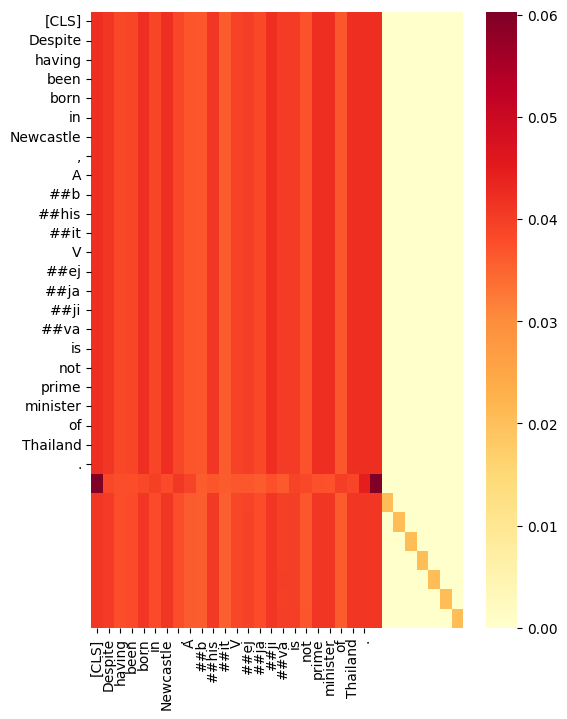 [CLS]
Despite
having
been
born
in
Newcastle
,
A
##b
##his
##it
V
##ej
##ja
##ji
##va
is
not
prime
minister
of
Thailand
.
[CLS]
Despite
having
been
born
in
Newcastle
,
A
##b
##his
##it
V
##ej
##ja
##ji
##va
is
not
prime
minister
of
Thailand
.
0.06
0.05
0.04
0.03
0.02
0.01
0.00